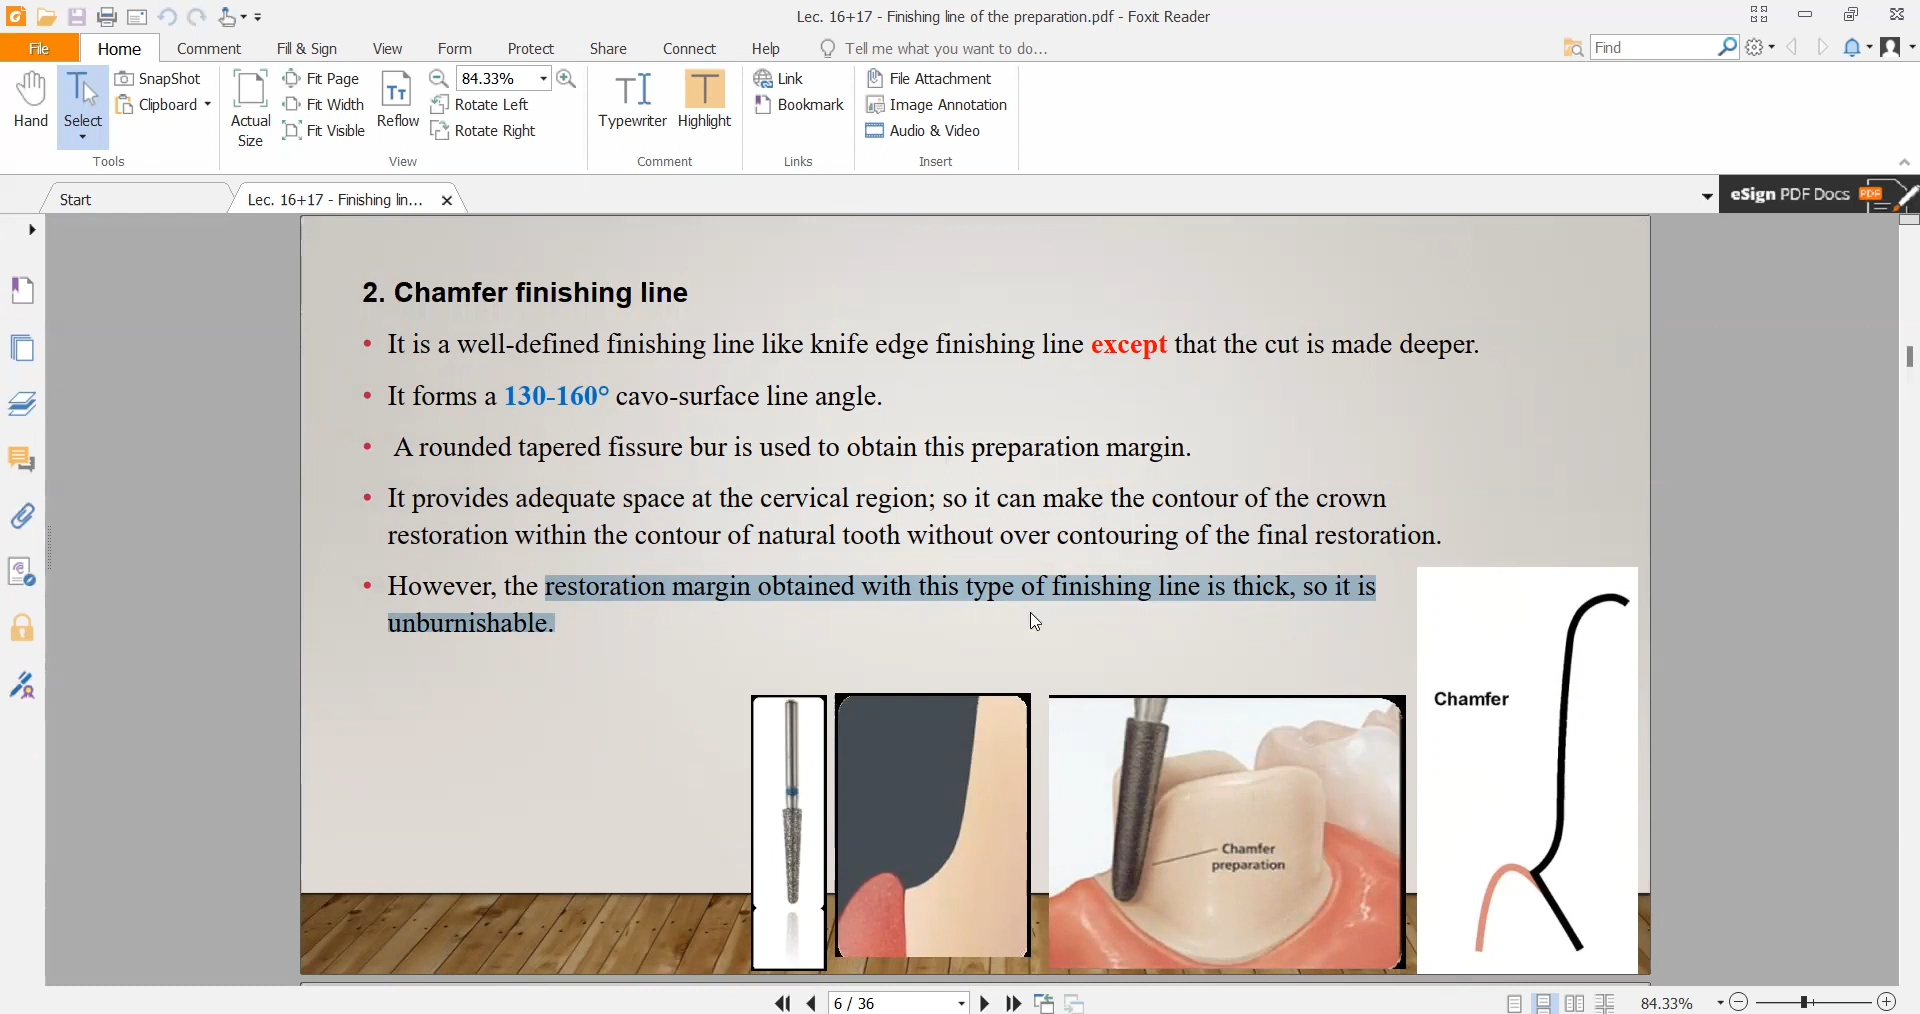 Lec. 16+17 - Finishing line of the preparation.pdf - Foxit Reader
File Home Comment Fill & Sign View Form Protect Share Connect Help Tell me what you want to do... Find
Hand
Select
SnapShot
Clipboard
Tools
Actual
Size
Fit Page
Fit Width
Fit Visible
Reflow
84.33%
Rotate Left
Rotate Right
View
Typewriter
Highlight
Comment
Link
Bookmark
Links
File Attachment
Image Annotation
Audio & Video
Insert
Start
Lec. 16+17 - Finishing lin...
eSign PDF Docs
PDF
2. Chamfer finishing line
• It is a well-defined finishing line like knife edge finishing line except that the cut is made deeper.
• It forms a 130-160° cavo-surface line angle.
• A rounded tapered fissure bur is used to obtain this preparation margin.
• It provides adequate space at the cervical region; so it can make the contour of the crown
restoration within the contour of natural tooth without over contouring of the final restoration.
• However, the restoration margin obtained with this type of finishing line is thick, so it is
unburnishable.
Chamfer
preparation
Chamfer
6 / 36
84.33%